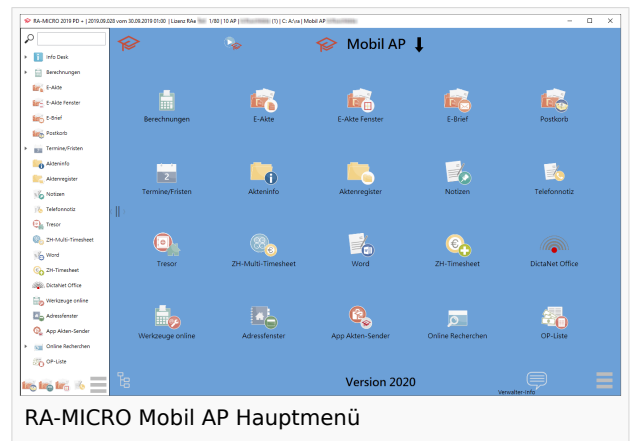 RA-MICRO 2019 PD + | 2019.09.028 vom 30.09.2019 01:00 | Lizenz RAe 1/80 | 10 AP | (1) | C: A:\ra | Mobil AP
Mobil AP
Info Desk
Berechnungen
E-Akte
E-Akte Fenster
E-Brief
Postkorb
Termine/Fristen
Akteninfo
Aktenregister
Notizen
Telefonnotiz
Tresor
ZH-Multi-Timesheet
Word
ZH-Timesheet
DictaNet Office
Werkzeuge online
Adressfenster
App Akten-Sender
Online Recherchen
OP-Liste
Berechnungen E-Akte E-Akte Fenster E-Brief Postkorb
Termine/Fristen Akteninfo Aktenregister Notizen Telefonnotiz
Tresor ZH-Multi-Timesheet Word ZH-Timesheet DictaNet Office
Werkzeuge online Adressfenster App Akten-Sender Online Recherchen OP-Liste
Version 2020
Verwalter-Info
RA-MICRO Mobil AP Hauptmenü